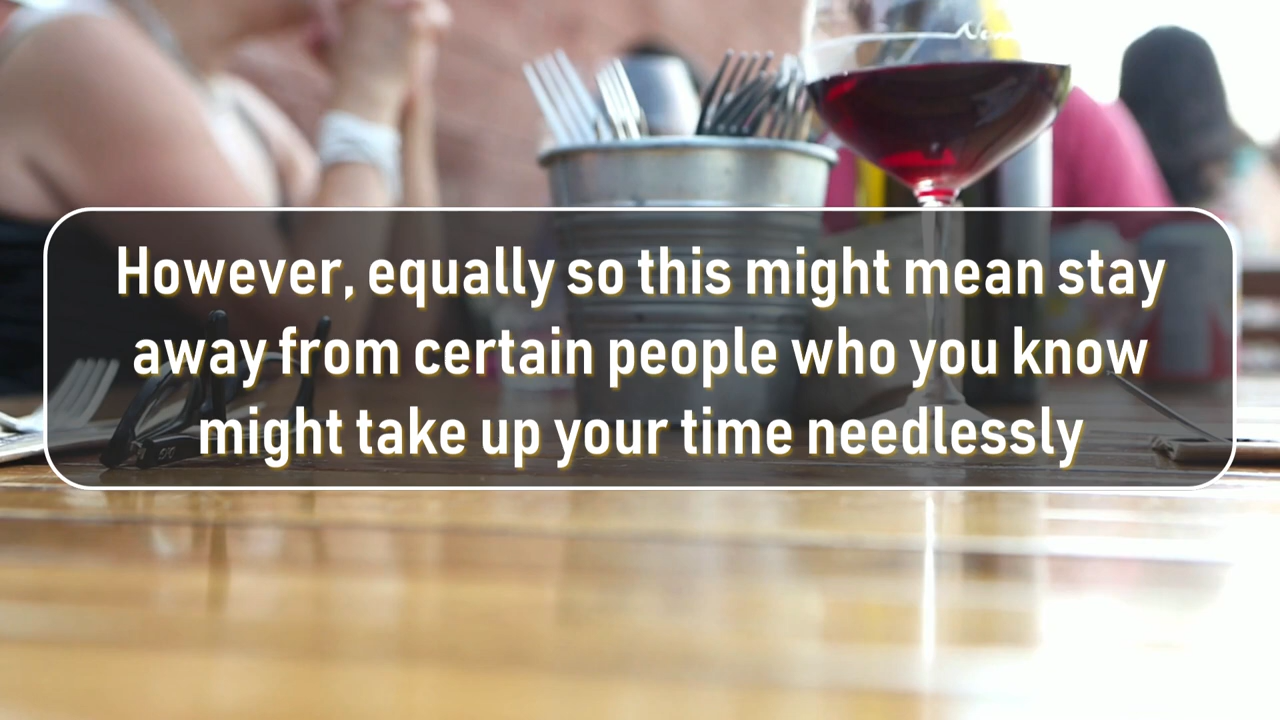 However, equally so this might mean stay
away from certain people who you know
might take up your time needlessly